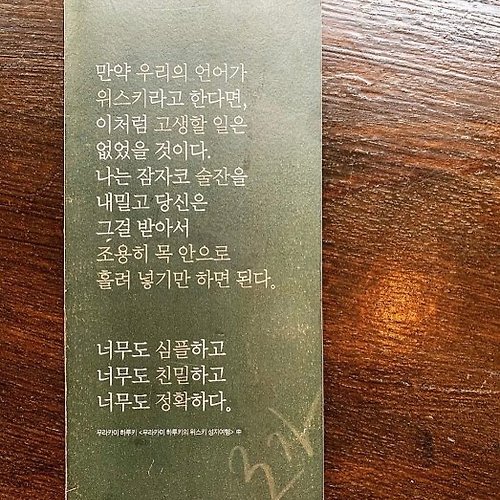 만약 우리의 언어가
위스키라고 한다면,
이처럼 고생할 일은
없었을 것이다.
나는 잠자코 술잔을
내밀고 당신은
그걸 받아서
조용히 목 안으로
흘려 넣기만 하면 된다.
너무도 심플하고
너무도 친밀하고
너무도 정확하다.
무라카미 하루키 <무라카미 하루키의 위스키 성지여행> 中